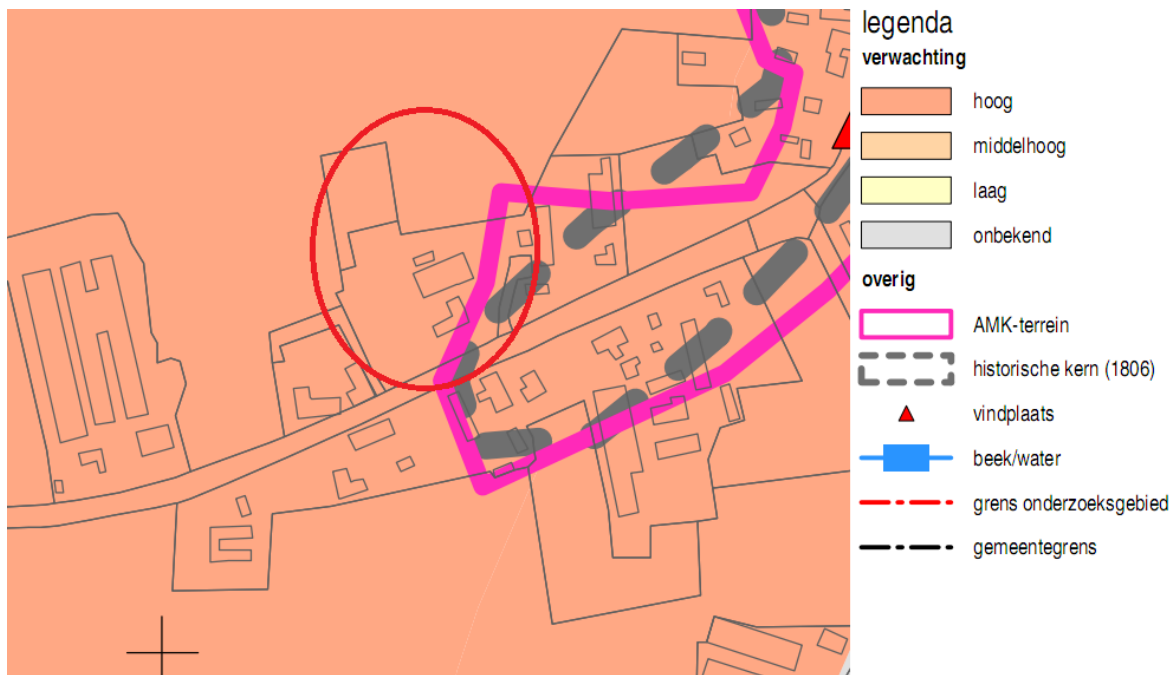 legenda
verwachting
hoog
middelhoog
laag
onbekend
overig
AMK-terrein
historische kern (1806)
vindplaats
beek/water
grens onderzoeksgebied
gemeentegrens